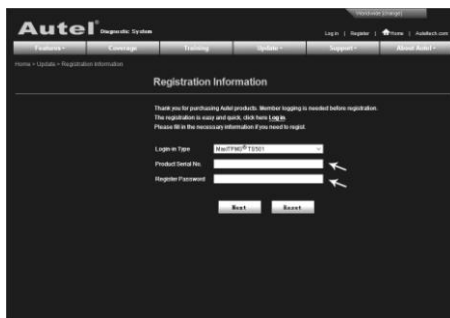 Worldwide [change]
Autel® Diagnostic System
Log in | Register | Home | Auteltech.com
Features Coverage Training Update Support About Autel
Home > Update > Registration Information
Registration Information
Thank you for purchasing Autel products. Member logging is needed before registration.
The registration is easy and quick, click here Log in.
Please fill in the necessary information if you need to regist.
Login in Type MaxiTPMS® TS501
Product Serial No.
Register Password
Next Reset